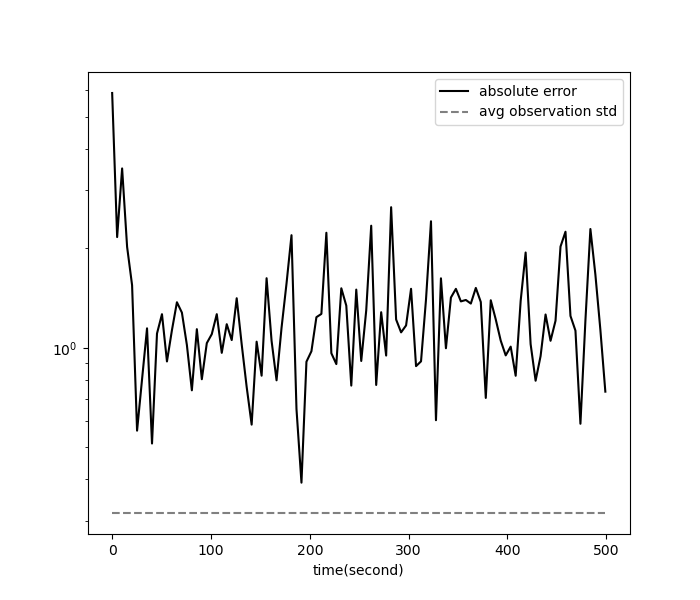 absolute error
avg observation std
10⁰
0 100 200 300 400 500
time(second)